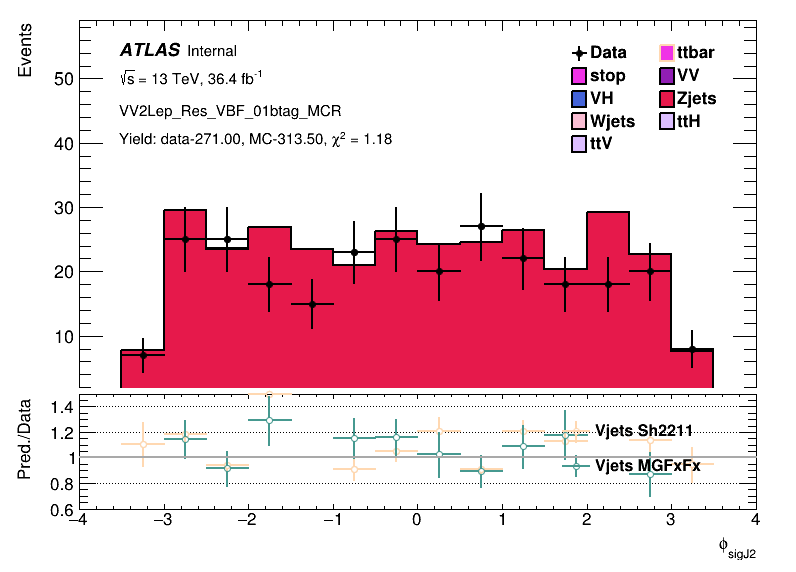 Events
ATLAS Internal
√s = 13 TeV, 36.4 fb⁻¹
VV2Lep_Res_VBF_01btag_MCR
Yield: data-271.00, MC-313.50, χ² = 1.18
Data
ttbar
stop
VV
VH
Zjets
Wjets
ttH
ttV
50
40
30
20
10
Pred./Data
1.4
1.2
1
0.8
0.6
Vjets Sh2211
Vjets MGFxFx
−4 −3 −2 −1 0 1 2 3 4
ϕ_sigJ2